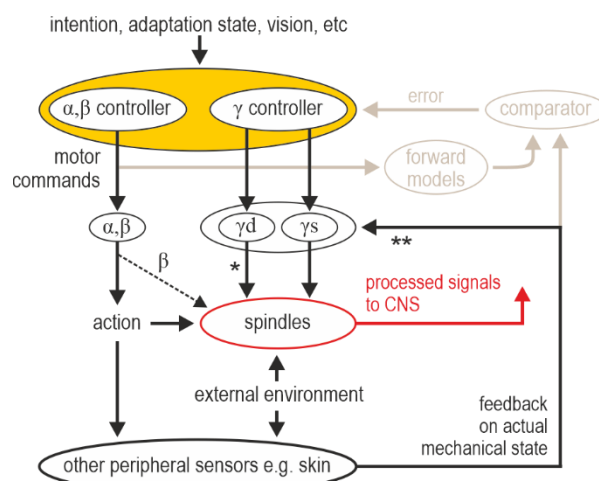 intention, adaptation state, vision, etc
α,β controller
γ controller
error
comparator
motor
commands
forward
models
α,β
γd
γs
**
β
*
processed signals
to CNS
action
spindles
external environment
feedback
on actual
mechanical state
other peripheral sensors e.g. skin